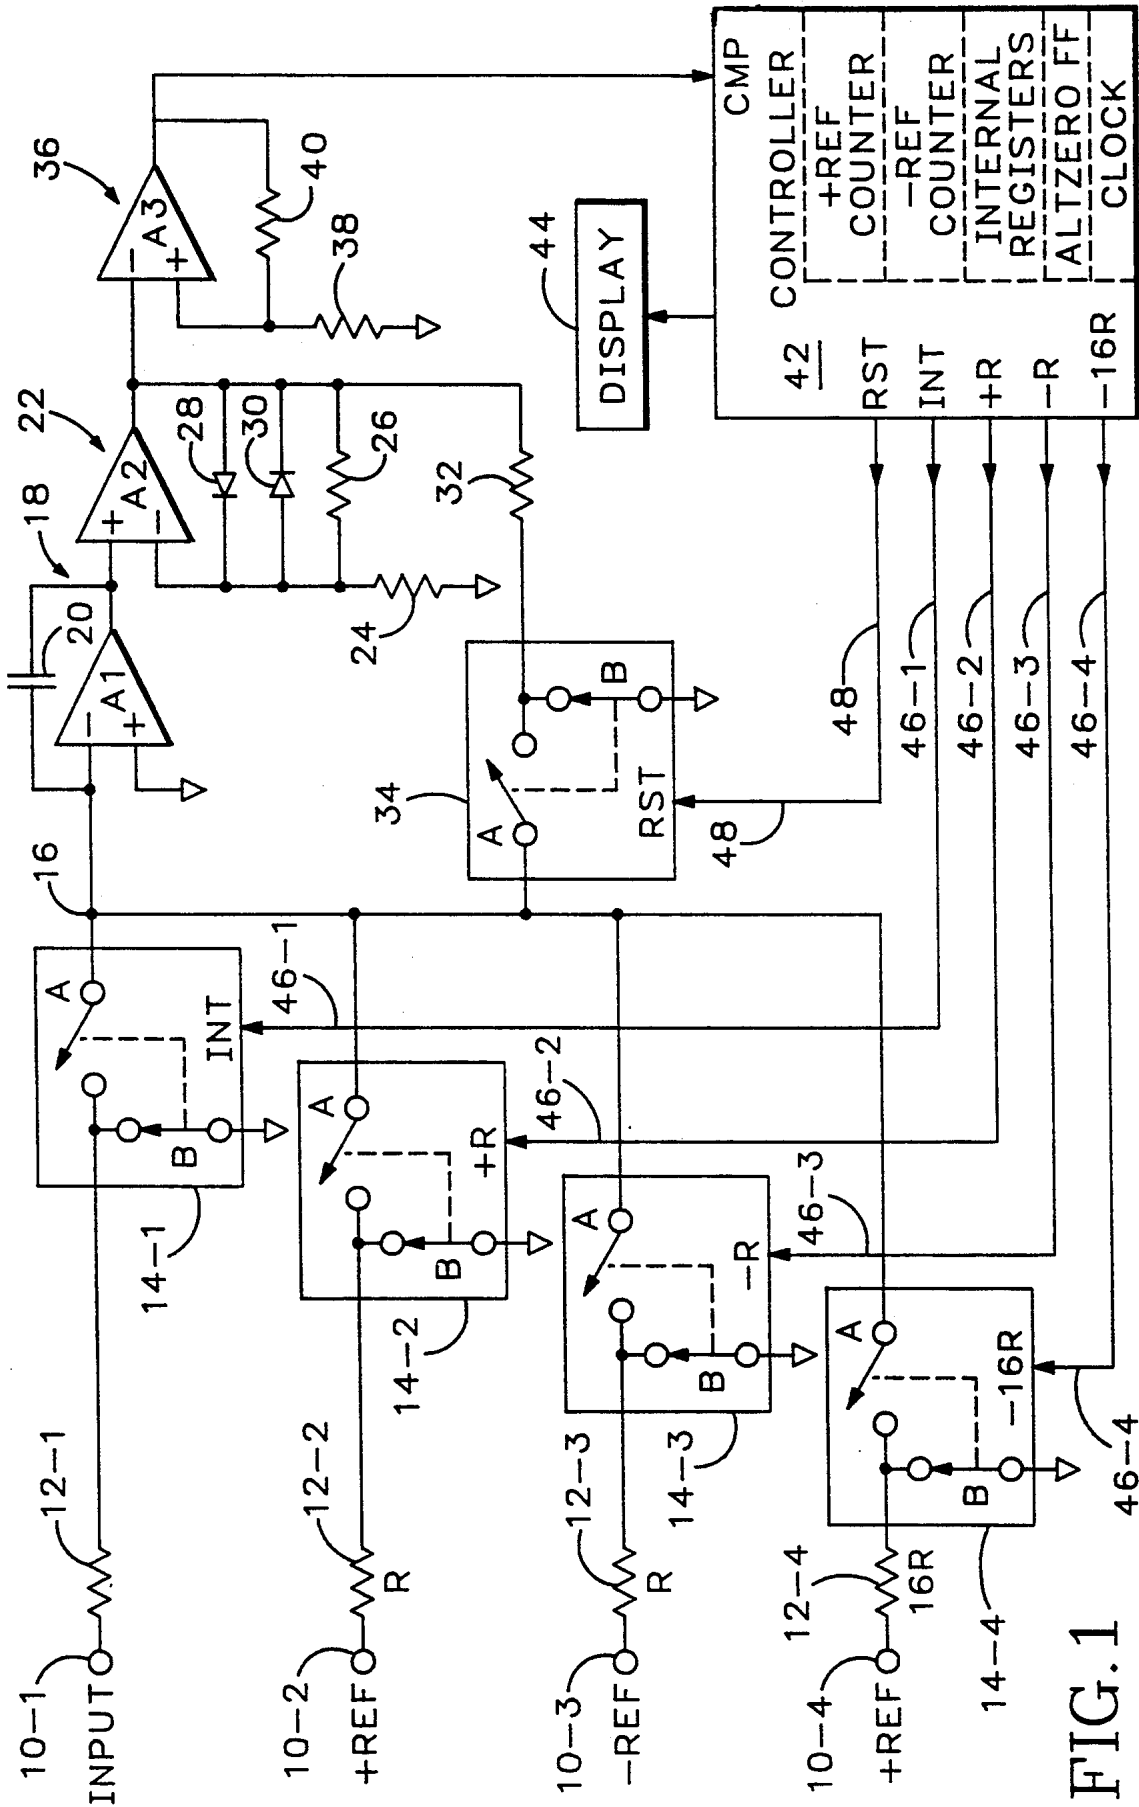 10-1
INPUT
12-1
14-1
A
B
INT
46-1
16
20
A1
-
+
18
22
A2
+
-
28
30
26
24
32
36
A3
-
+
40
38
10-2
+REF
12-2
R
14-2
A
B
+R
46-2
34
A
B
RST
48
44
DISPLAY
10-3
-REF
12-3
R
14-3
A
B
-R
46-3
10-4
+REF
12-4
16R
14-4
A
B
-16R
46-4
48
46-1
46-2
46-3
46-4
42
RST
INT
+R
-R
-16R
CMP
CONTROLLER
+REF
COUNTER
-REF
COUNTER
INTERNAL
REGISTERS
ALTZERO FF
CLOCK
FIG. 1